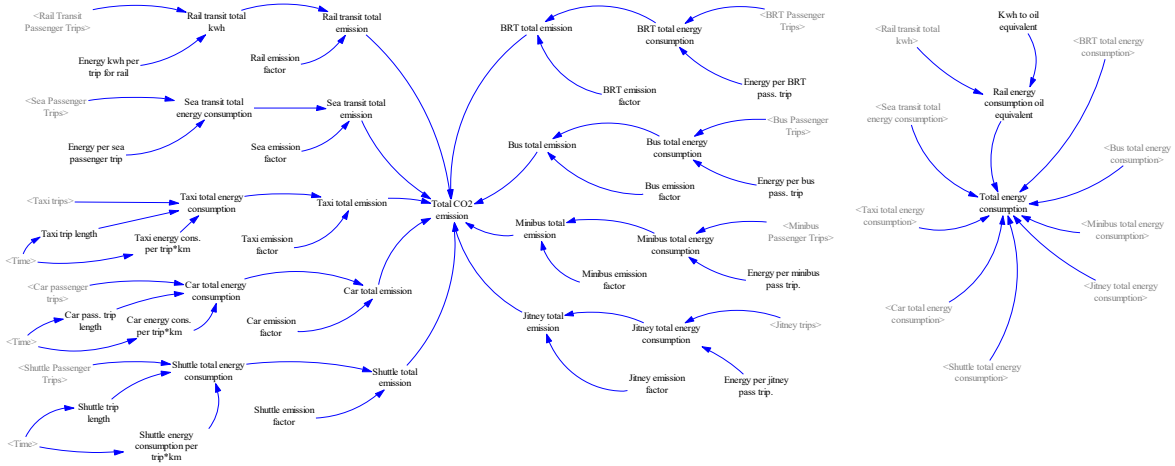 <Rail Transit
Passenger Trips>
Rail Transit total
kwh
Rail transit total
emission
Energy kwh per
trip for rail
Rail emission
factor
<Sea Passenger
Trips>
Sea transit total
energy consumption
Sea transit total
emission
Energy per sea
passenger trip
Sea emission
factor
<Taxi trips>
Taxi total energy
consumption
Taxi total emission
Total CO2
emission
Taxi trip length
Taxi energy cons.
per trip*km
Taxi emission
factor
<Time>
<Car passenger
trips>
Car total energy
consumption
Car total emission
Car pass. trip
length
Car energy cons.
per trip*km
Car emission
factor
<Time>
<Shuttle Passenger
Trips>
Shuttle total energy
consumption
Shuttle total
emission
Shuttle trip
length
Shuttle emission
factor
<Time>
Shuttle energy
consumption per
trip*km
BRT total emission
BRT total energy
consumption
<BRT Passenger
Trips>
BRT emission
factor
Energy per BRT
pass. trip
Bus total emission
Bus total energy
consumption
<Bus Passenger
Trips>
Bus emission
factor
Energy per bus
pass. trip
Minibus total
emission
Minibus total energy
consumption
<Minibus
Passenger Trips>
Minibus emission
factor
Energy per minibus
pass trip.
Jitney total
emission
Jitney total energy
consumption
<Jitney trips>
Jitney emission
factor
Energy per jitney
pass trip.
<Rail transit total
kwh>
Kwh to oil
equivalent
<BRT total energy
consumption>
Rail energy
consumption oil
equivalent
<Sea transit total
energy consumption>
<Bus total energy
consumption>
Total energy
consumption
<Taxi total energy
consumption>
<Minibus total energy
consumption>
<Jitney total energy
consumption>
<Car total energy
consumption>
<Shuttle total energy
consumption>